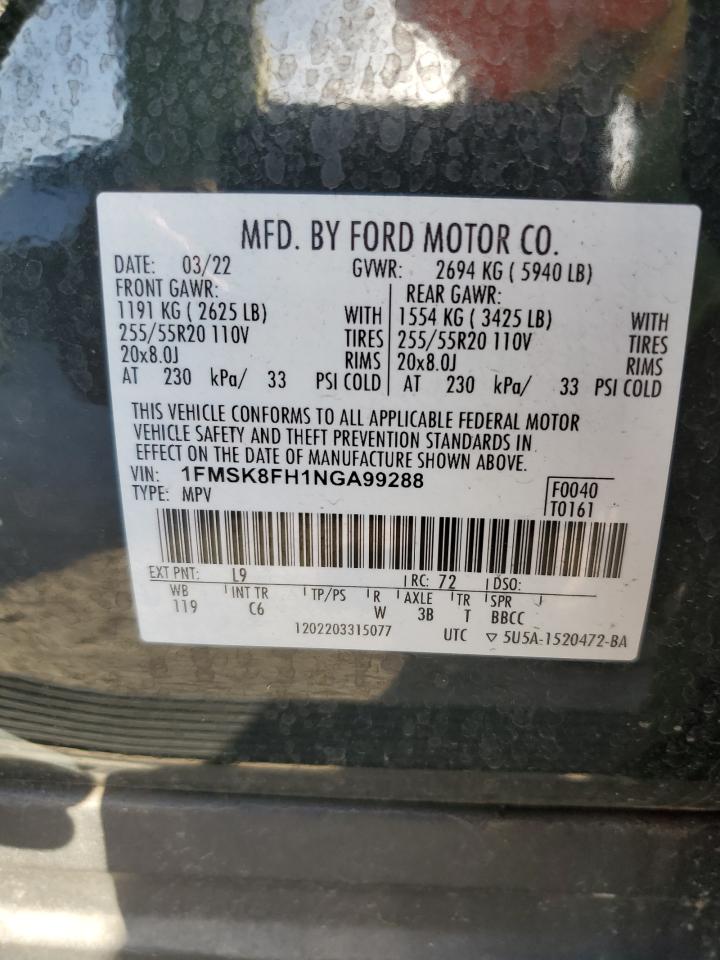 MFD. BY FORD MOTOR CO.
DATE: 03/22 GVWR: 2694 KG ( 5940 LB)
FRONT GAWR: REAR GAWR:
1191 KG ( 2625 LB) WITH 1554 KG ( 3425 LB) WITH
255/55R20 110V TIRES 255/55R20 110V TIRES
20x8.0J RIMS 20x8.0J RIMS
AT 230 kPa/ 33 PSI COLD AT 230 kPa/ 33 PSI COLD
THIS VEHICLE CONFORMS TO ALL APPLICABLE FEDERAL MOTOR
VEHICLE SAFETY AND THEFT PREVENTION STANDARDS IN
EFFECT ON THE DATE OF MANUFACTURE SHOWN ABOVE.
VIN: 1FMSK8FH1NGA99288
TYPE: MPV
F0040
T0161
EXT PNT: L9 RC: 72 DSO:
WB INT TR TP/PS R AXLE TR SPR
119 C6 W 3B T BBCC
1202203315077 UTC ▽ 5U5A-1520472-BA